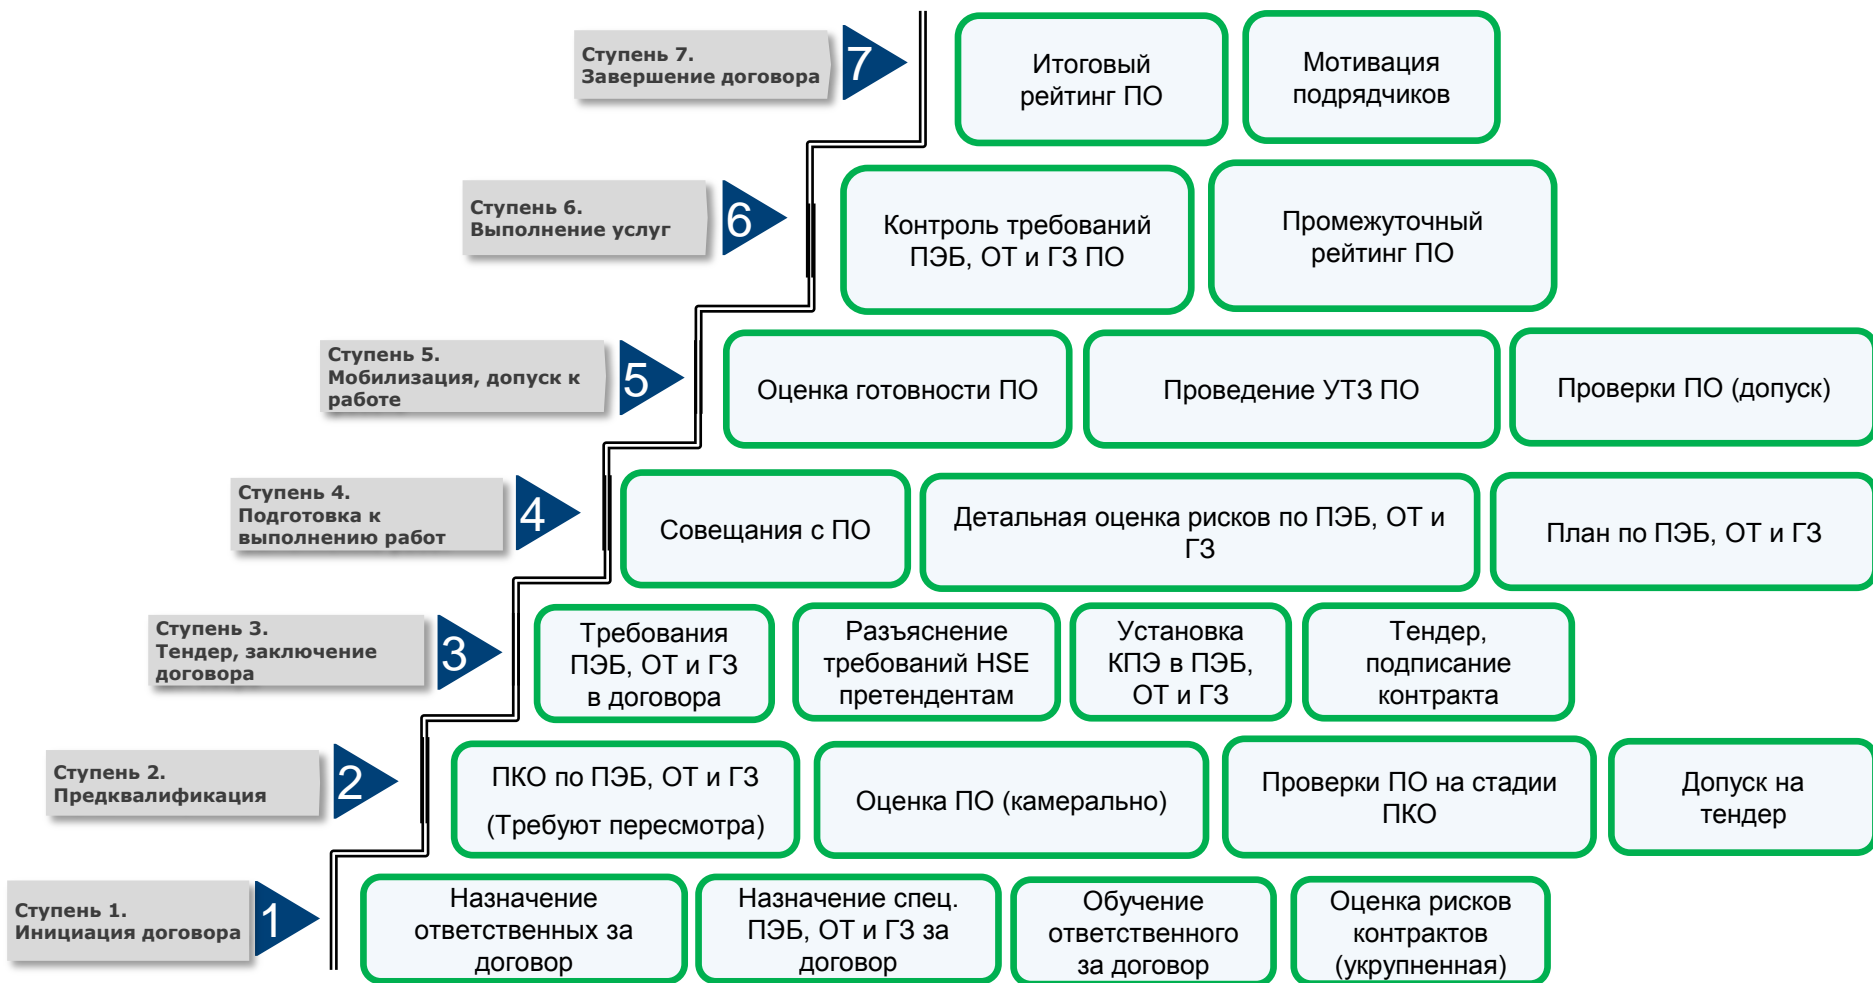 Ступень 7.
Завершение договора
7
Итоговый
рейтинг ПО
Мотивация
подрядчиков
Ступень 6.
Выполнение услуг
6
Контроль требований
ПЭБ, ОТ и ГЗ ПО
Промежуточный
рейтинг ПО
Ступень 5.
Мобилизация, допуск к
работе
5
Оценка готовности ПО
Проведение УТЗ ПО
Проверки ПО (допуск)
Ступень 4.
Подготовка к
выполнению работ
4
Совещания с ПО
Детальная оценка рисков по ПЭБ, ОТ и
ГЗ
План по ПЭБ, ОТ и ГЗ
Ступень 3.
Тендер, заключение
договора
3
Требования
ПЭБ, ОТ и ГЗ
в договора
Разъяснение
требований HSE
претендентам
Установка
КПЭ в ПЭБ,
ОТ и ГЗ
Тендер,
подписание
контракта
Ступень 2.
Предквалификация
2
ПКО по ПЭБ, ОТ и ГЗ
(Требуют пересмотра)
Оценка ПО (камерально)
Проверки ПО на стадии
ПКО
Допуск на
тендер
Ступень 1.
Инициация договора
1
Назначение
ответственных за
договор
Назначение спец.
ПЭБ, ОТ и ГЗ за
договор
Обучение
ответственного
за договор
Оценка рисков
контрактов
(укрупненная)